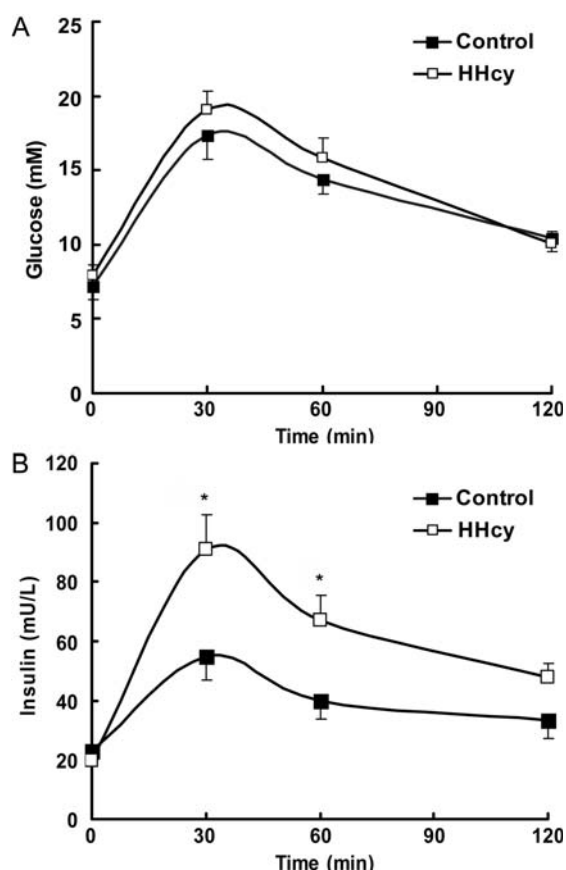 A
25
20
15
10
5
0
Glucose (mM)
Control
HHcy
0 30 60 90 120
Time (min)
B
120
100
80
60
40
20
0
Insulin (mU/L)
* *
Control
HHcy
0 30 60 90 120
Time (min)